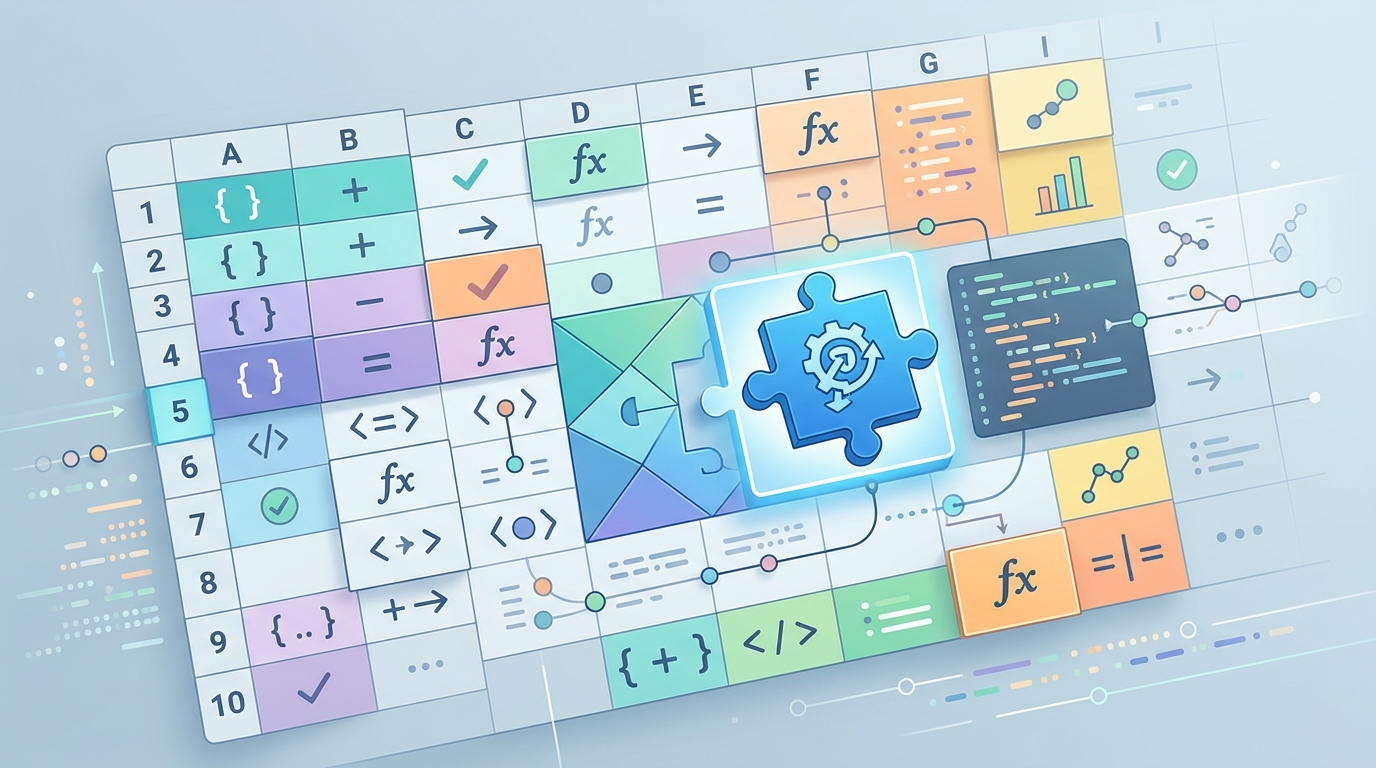 A B C D E F G I I
1 { } + ✓ fx → fx
2 { } + → fx =
3 { } − ✓
4 { } = fx
5 </> <=> < >
6 fx
7 ✓ <→> < >
8
9 {..} +→
10 ✓ ...
{ + } </> fx =|=